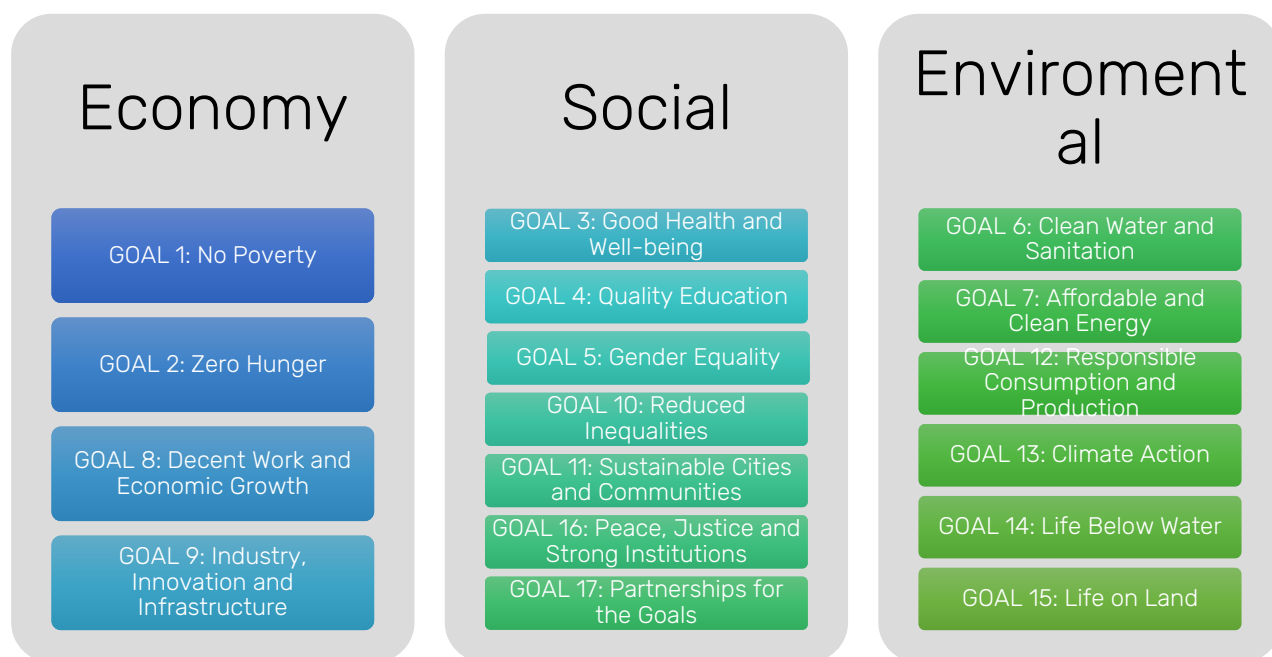 Economy
GOAL 1: No Poverty
GOAL 2: Zero Hunger
GOAL 8: Decent Work and
Economic Growth
GOAL 9: Industry,
Innovation and
Infrastructure
Social
GOAL 3: Good Health and
Well-being
GOAL 4: Quality Education
GOAL 5: Gender Equality
GOAL 10: Reduced
Inequalities
GOAL 11: Sustainable Cities
and Communities
GOAL 16: Peace, Justice and
Strong Institutions
GOAL 17: Partnerships for
the Goals
Enviroment
al
GOAL 6: Clean Water and
Sanitation
GOAL 7: Affordable and
Clean Energy
GOAL 12: Responsible
Consumption and
Production
GOAL 13: Climate Action
GOAL 14: Life Below Water
GOAL 15: Life on Land